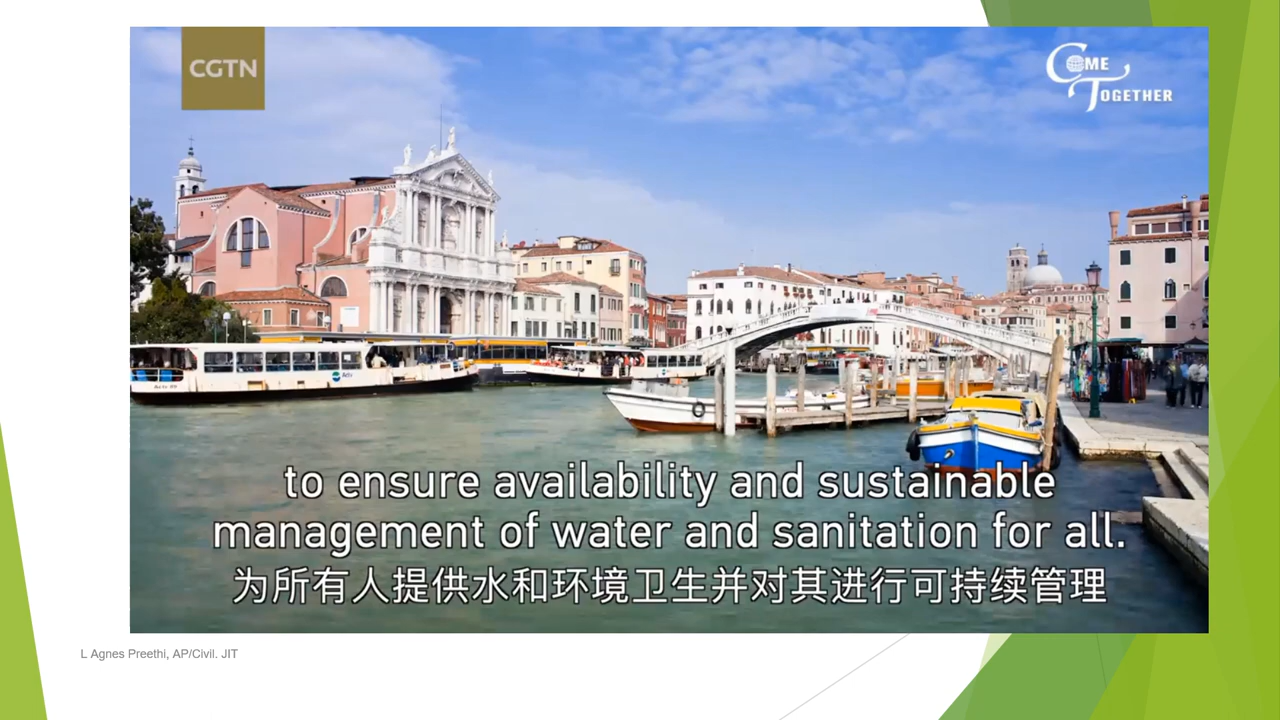 CGTN
COME
TOGETHER
to ensure availability and sustainable
management of water and sanitation for all.
为所有人提供水和环境卫生并对其进行可持续管理
L Agnes Preethi, AP/Civil. JIT